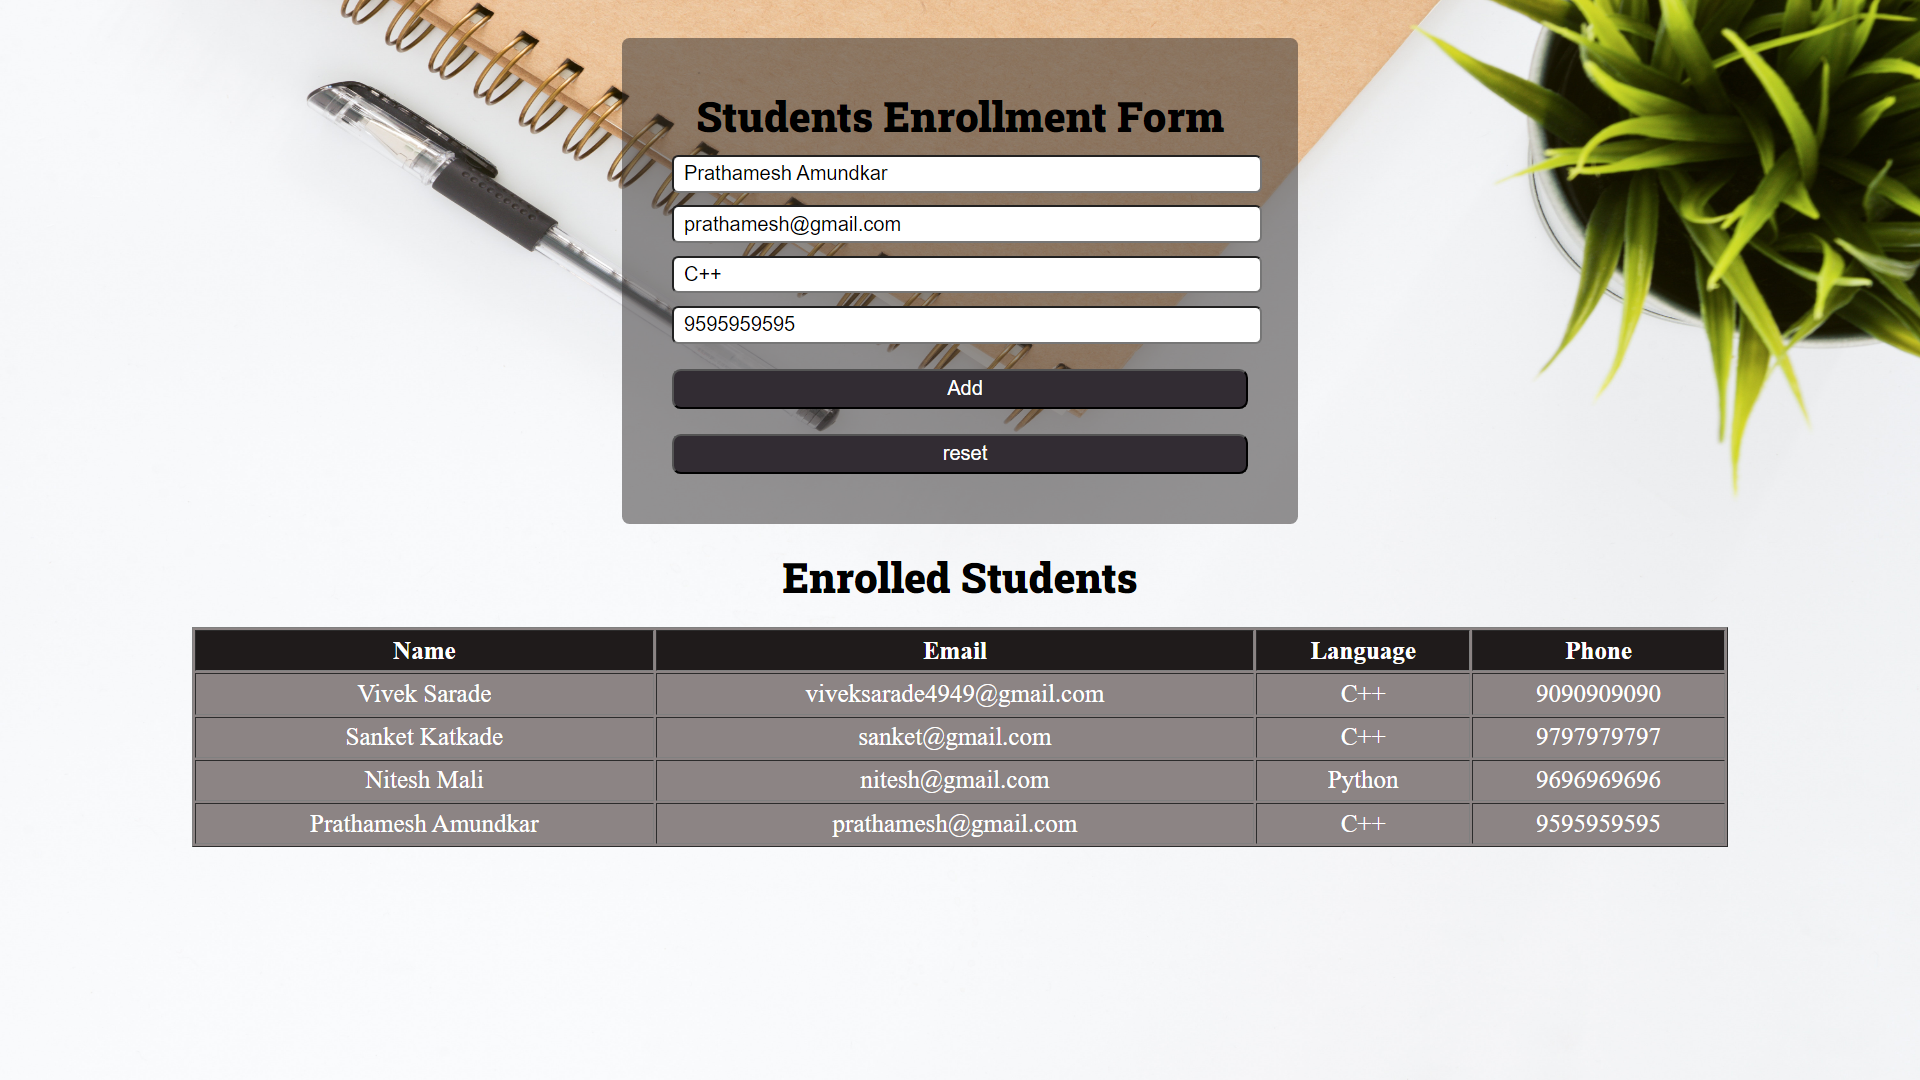 Students Enrollment Form
Prathamesh Amundkar
prathamesh@gmail.com
C++
9595959595
Add
reset
Enrolled Students
Name Email Language Phone
Vivek Sarade viveksarade4949@gmail.com C++ 9090909090
Sanket Katkade sanket@gmail.com C++ 9797979797
Nitesh Mali nitesh@gmail.com Python 9696969696
Prathamesh Amundkar prathamesh@gmail.com C++ 9595959595